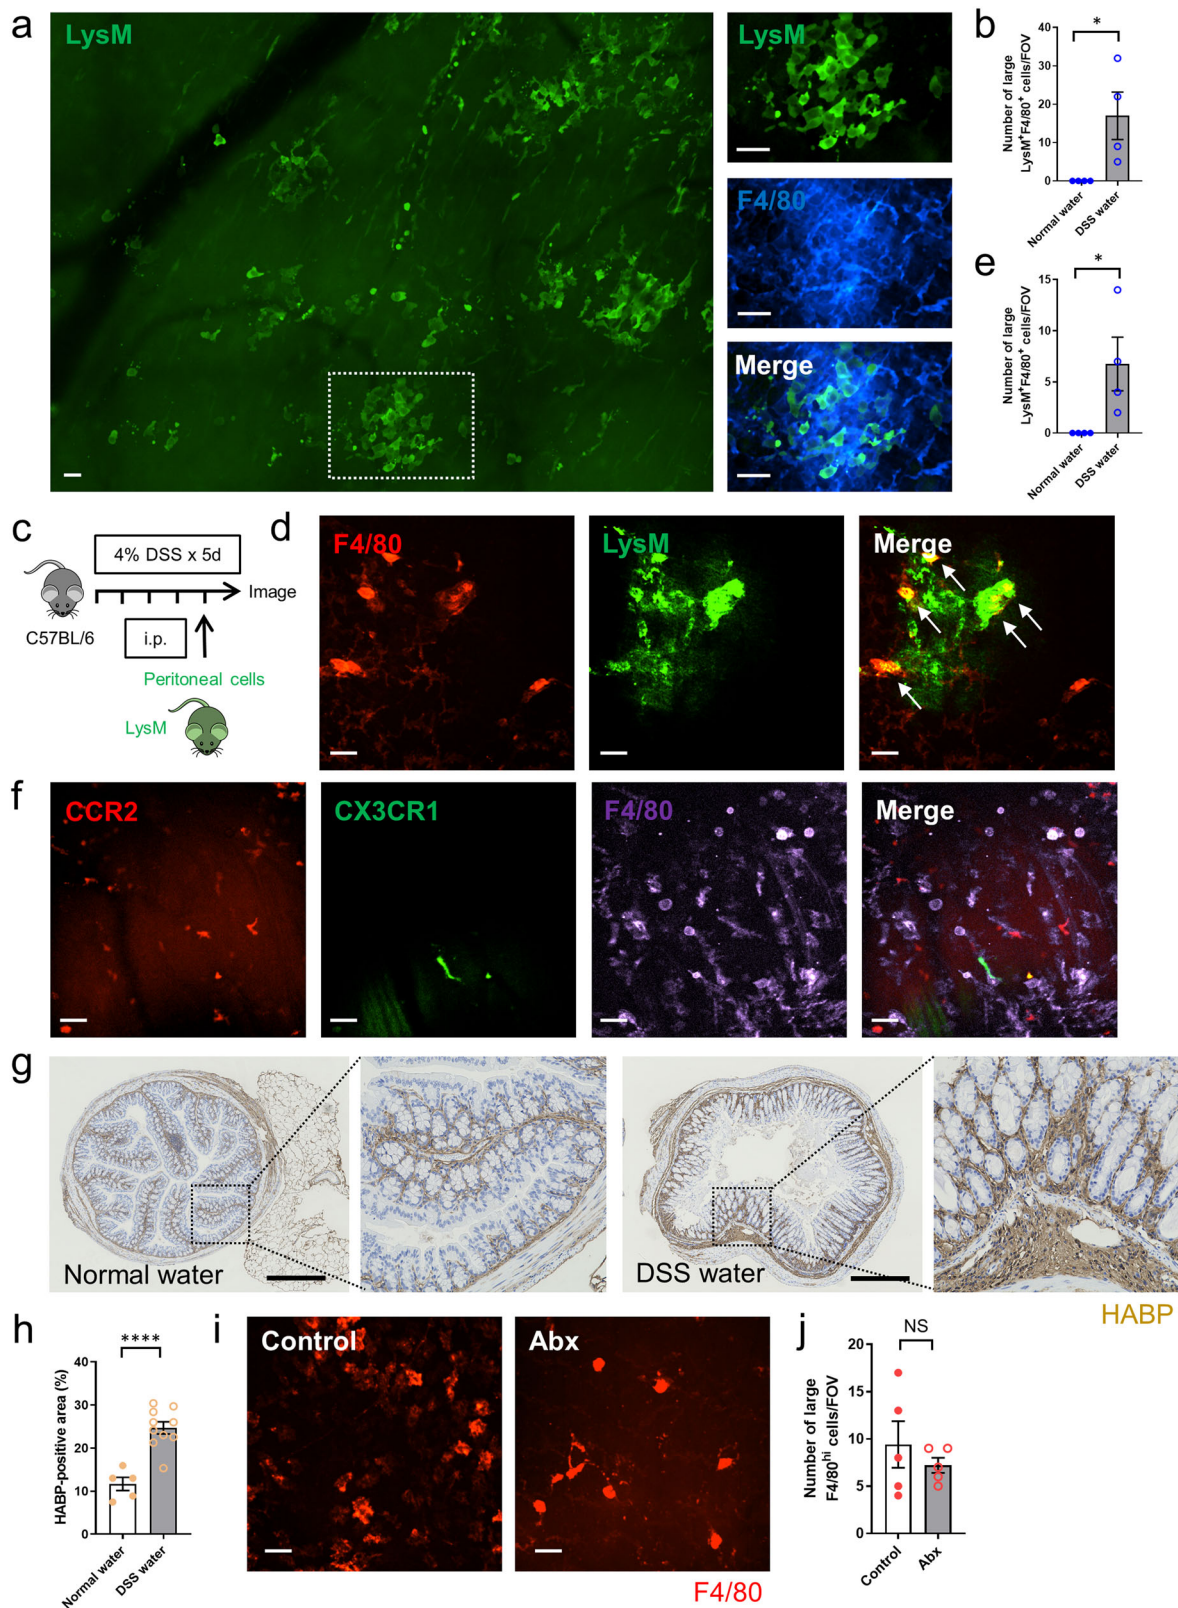 a
LysM
LysM
F4/80
Merge
b
Number of large
LysM⁺F4/80⁺ cells/FOV
40
30
20
10
0
*
Normal water
DSS water
e
Number of large
LysM⁺F4/80⁺ cells/FOV
15
10
5
0
*
Normal water
DSS water
c
4% DSS x 5d
Image
C57BL/6
i.p.
Peritoneal cells
LysM
d
F4/80
LysM
Merge
f
CCR2
CX3CR1
F4/80
Merge
g
Normal water
DSS water
HABP
h
HABP-positive area (%)
40
30
20
10
0
****
Normal water
DSS water
i
Control
Abx
F4/80
j
Number of large
F4/80ʰⁱ cells/FOV
20
15
10
5
0
NS
Control
Abx